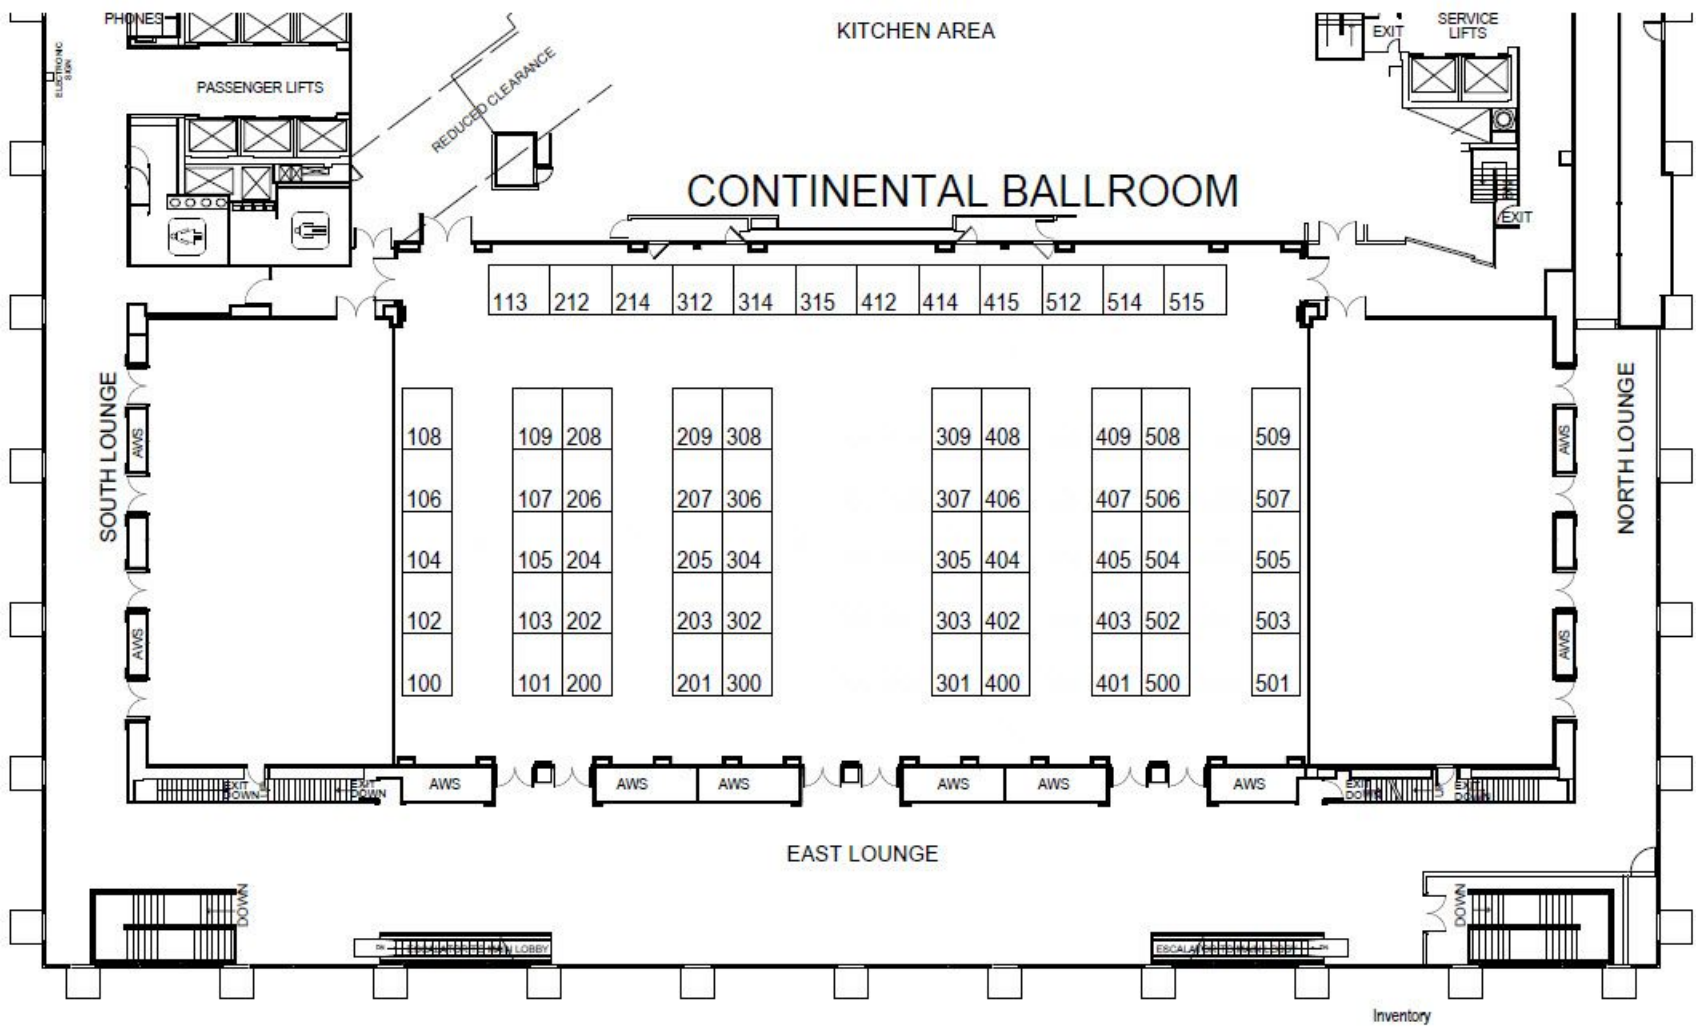 PHONES
KITCHEN AREA
EXIT
SERVICE
LIFTS
ELECTRONIC
SIGN
PASSENGER LIFTS
REDUCED CLEARANCE
CONTINENTAL BALLROOM
EXIT
113 212 214 312 314 315 412 414 415 512 514 515
SOUTH LOUNGE
NORTH LOUNGE
108 109 208 209 308 309 408 409 508 509
AWS
AWS
106 107 206 207 306 307 406 407 506 507
104 105 204 205 304 305 404 405 504 505
102 103 202 203 302 303 402 403 502 503
AWS
AWS
100 101 200 201 300 301 400 401 500 501
EXIT
DOWN
EXIT
DOWN
AWS AWS AWS AWS AWS AWS
EXIT
DOWN
EXIT
DOWN
EAST LOUNGE
DOWN
DOWN
ESCALATOR TO MAIN LOBBY
Inventory